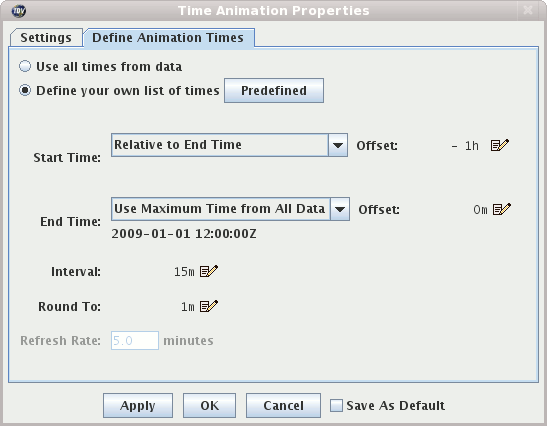 IDV Time Animation Properties
Settings Define Animation Times
Use all times from data
Define your own list of times Predefined
Start Time: Relative to End Time Offset: - 1h
End Time: Use Maximum Time from All Data Offset: 0m
2009-01-01 12:00:00Z
Interval: 15m
Round To: 1m
Refresh Rate: 5.0 minutes
Apply OK Cancel Save As Default